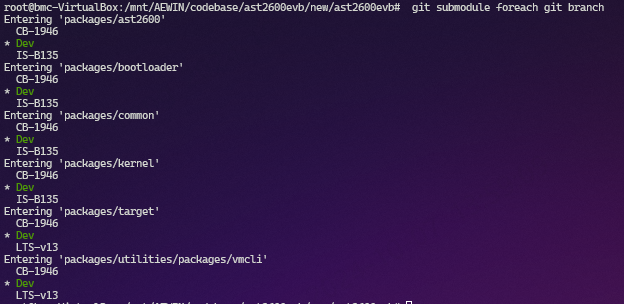 root@bmc-VirtualBox:/mnt/AEWIN/codebase/ast2600evb/new/ast2600evb#  git submodule foreach git branch
Entering 'packages/ast2600'
  CB-1946
* Dev
  IS-B135
Entering 'packages/bootloader'
  CB-1946
* Dev
  IS-B135
Entering 'packages/common'
  CB-1946
* Dev
  IS-B135
Entering 'packages/kernel'
  CB-1946
* Dev
  IS-B135
Entering 'packages/target'
  CB-1946
* Dev
  LTS-v13
Entering 'packages/utilities/packages/vmcli'
  CB-1946
* Dev
  LTS-v13